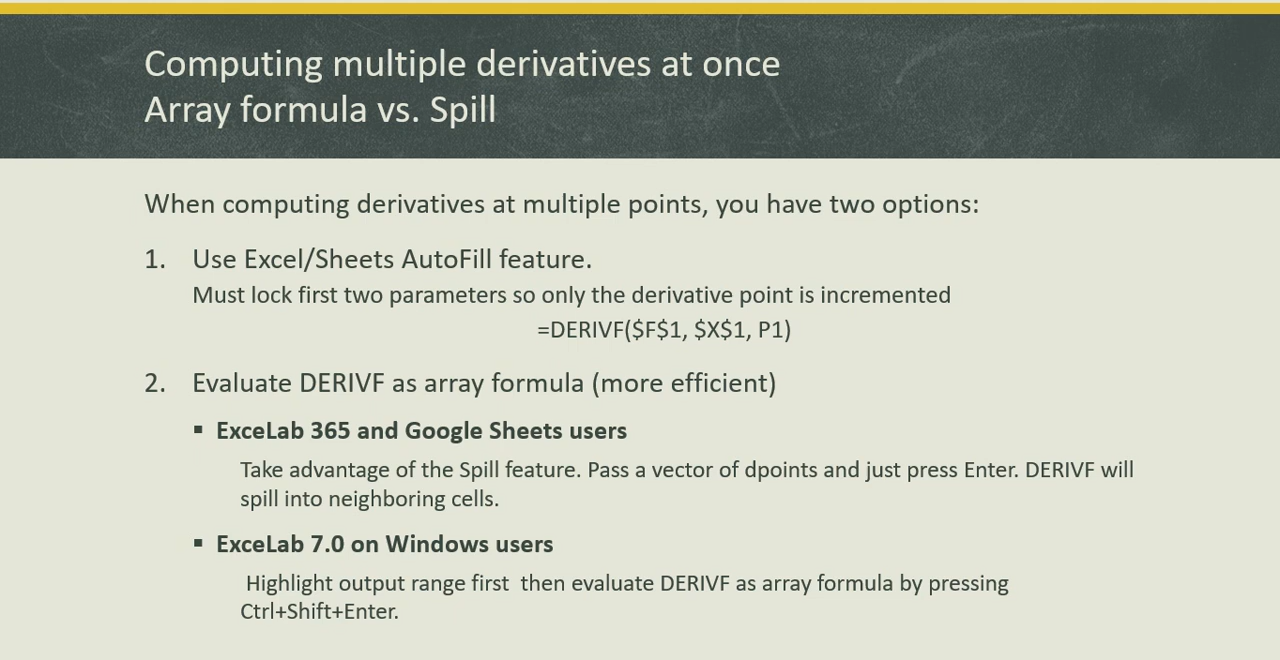 Computing multiple derivatives at once
Array formula vs. Spill
When computing derivatives at multiple points, you have two options:
1. Use Excel/Sheets AutoFill feature.
Must lock first two parameters so only the derivative point is incremented
=DERIVF($F$1, $X$1, P1)
2. Evaluate DERIVF as array formula (more efficient)
▪ ExceLab 365 and Google Sheets users
Take advantage of the Spill feature. Pass a vector of dpoints and just press Enter. DERIVF will
spill into neighboring cells.
▪ ExceLab 7.0 on Windows users
Highlight output range first  then evaluate DERIVF as array formula by pressing
Ctrl+Shift+Enter.